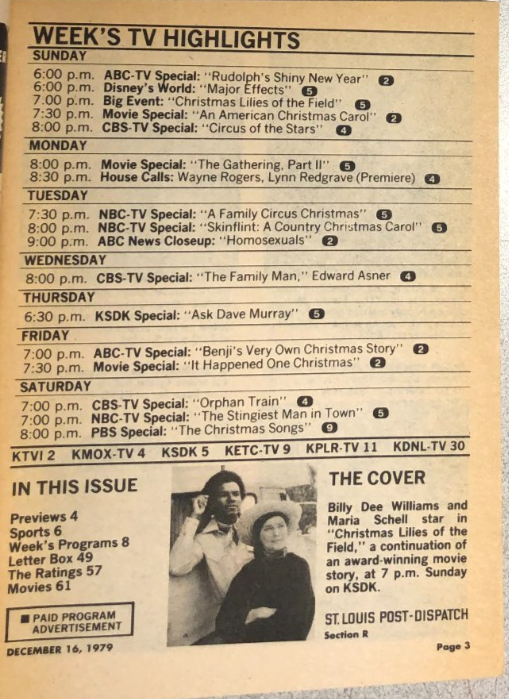 WEEK'S TV HIGHLIGHTS
SUNDAY
6:00 p.m. ABC-TV Special: "Rudolph's Shiny New Year" 2
6:00 p.m. Disney's World: "Major Effects" 5
7.00 p.m. Big Event: "Christmas Lilies of the Field" 5
7:30 p.m. Movie Special: "An American Christmas Carol" 2
8:00 p.m. CBS-TV Special: "Circus of the Stars" 4
MONDAY
8:00 p.m. Movie Special: "The Gathering, Part II" 5
8:30 p.m. House Calls: Wayne Rogers, Lynn Redgrave (Premiere) 4
TUESDAY
7:30 p.m. NBC-TV Special: "A Family Circus Christmas" 5
8:00 p.m. NBC-TV Special: "Skinflint: A Country Christmas Carol" 5
9:00 p.m. ABC News Closeup: "Homosexuals" 2
WEDNESDAY
8:00 p.m. CBS-TV Special: "The Family Man," Edward Asner 4
THURSDAY
6:30 p.m. KSDK Special: "Ask Dave Murray" 5
FRIDAY
7:00 p.m. ABC-TV Special: "Benji's Very Own Christmas Story" 2
7:30 p.m. Movie Special: "It Happened One Christmas" 2
SATURDAY
7:00 p.m. CBS-TV Special: "Orphan Train" 4
7:00 p.m. NBC-TV Special: "The Stingiest Man in Town" 5
8:00 p.m. PBS Special: "The Christmas Songs" 9
KTVI 2 KMOX-TV 4 KSDK 5 KETC-TV 9 KPLR-TV 11 KDNL-TV 30
IN THIS ISSUE
Previews 4
Sports 6
Week's Programs 8
Letter Box 49
The Ratings 57
Movies 61
■ PAID PROGRAM
ADVERTISEMENT
DECEMBER 16, 1979
THE COVER
Billy Dee Williams and
Maria Schell star in
"Christmas Lilies of the
Field," a continuation of
an award-winning movie
story, at 7 p.m. Sunday
on KSDK.
ST. LOUIS POST-DISPATCH
Section R
Page 3